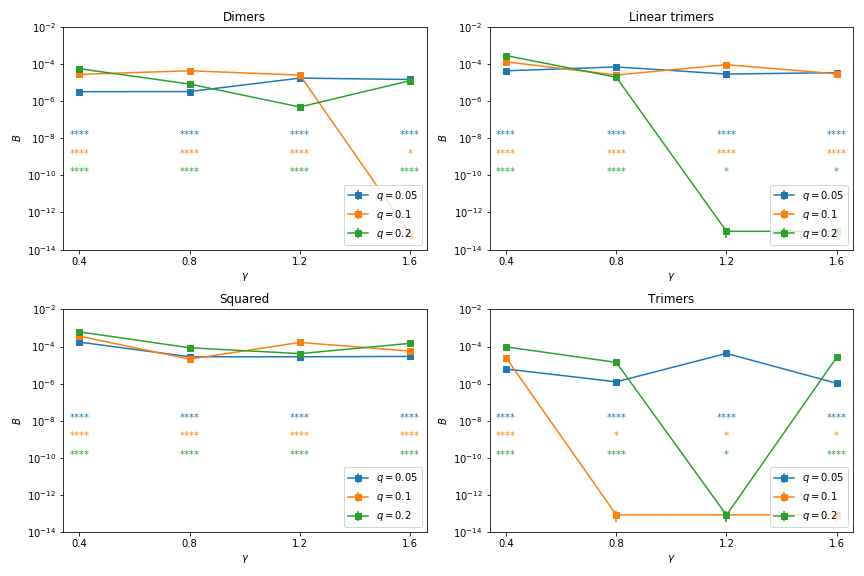 Dimers
10^-2
10^-4
10^-6
10^-8
10^-10
10^-12
10^-14
B
**** **** **** ****
**** **** **** *
**** **** **** ****
q = 0.05
q = 0.1
q = 0.2
0.4 0.8 1.2 1.6
γ
Linear trimers
10^-2
10^-4
10^-6
10^-8
10^-10
10^-12
10^-14
B
**** **** **** ****
**** **** **** ****
**** **** * *
q = 0.05
q = 0.1
q = 0.2
0.4 0.8 1.2 1.6
γ
Squared
10^-2
10^-4
10^-6
10^-8
10^-10
10^-12
10^-14
B
**** **** **** ****
**** **** **** ****
**** **** **** ****
q = 0.05
q = 0.1
q = 0.2
0.4 0.8 1.2 1.6
γ
Trimers
10^-2
10^-4
10^-6
10^-8
10^-10
10^-12
10^-14
B
**** **** **** ****
**** * * *
**** **** * ****
q = 0.05
q = 0.1
q = 0.2
0.4 0.8 1.2 1.6
γ